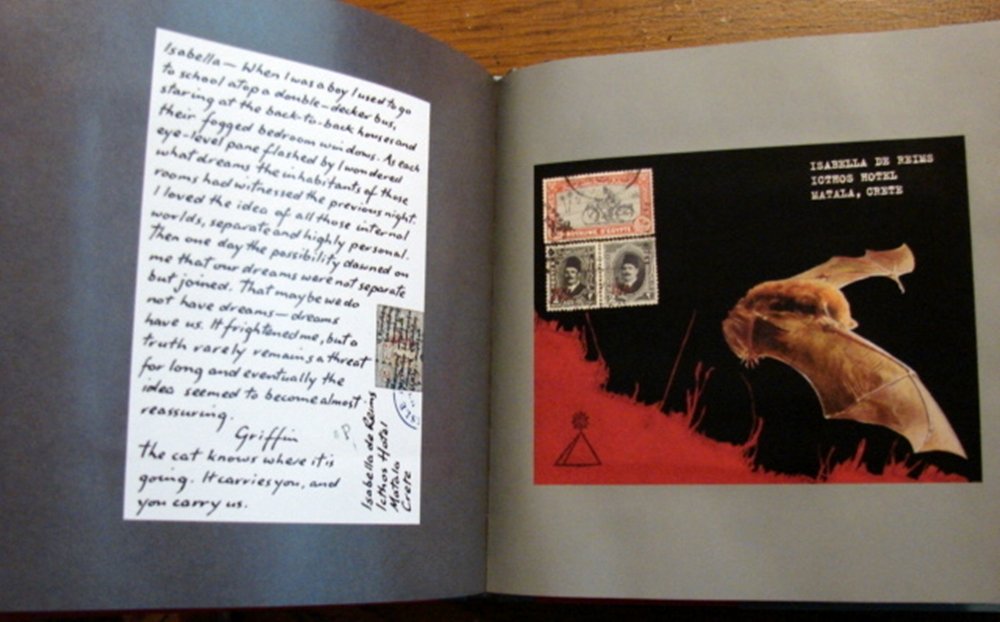 Isabella — When I was a boy I used to go
to school atop a double-decker bus,
staring at the back-to-back houses and
their fogged bedroom windows. As each
eye-level pane flashed by I wondered
what dreams the inhabitants of those
rooms had witnessed the previous night.
I loved the idea of all those internal
worlds, separate and highly personal.
Then one day the possibility dawned on
me that our dreams were not separate
but joined. That maybe we do
not have dreams — dreams
have us. It frightened me, but a
truth rarely remains a threat
for long and eventually the
idea seemed to become almost
reassuring.
Griffin
The cat knows where it is
going. It carries you, and
you carry us.
Isabella de Reims
Icthos Hotel
Matala
Crete
ISABELLA DE REIMS
ICTHOS HOTEL
MATALA, CRETE
ROYAUME D'EGYPTE